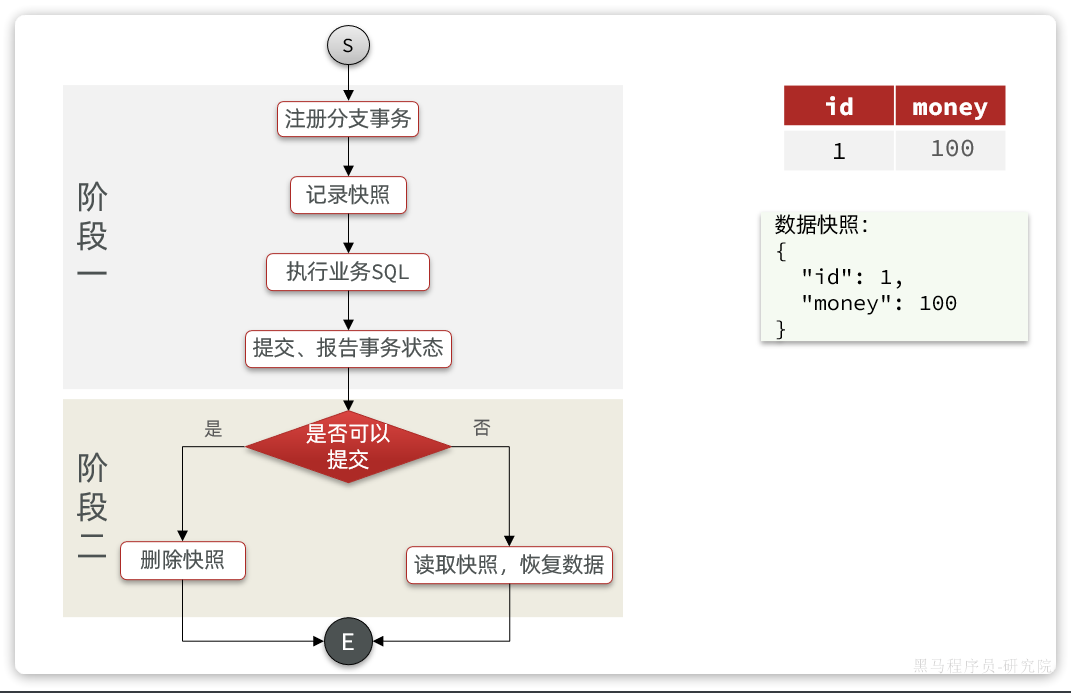 S
阶段一
注册分支事务
记录快照
执行业务SQL
提交、报告事务状态
阶段二
是否可以
提交
是
否
删除快照
读取快照，恢复数据
E
id money
1 100
数据快照：
{
"id": 1,
"money": 100
}
黑马程序员-研究院